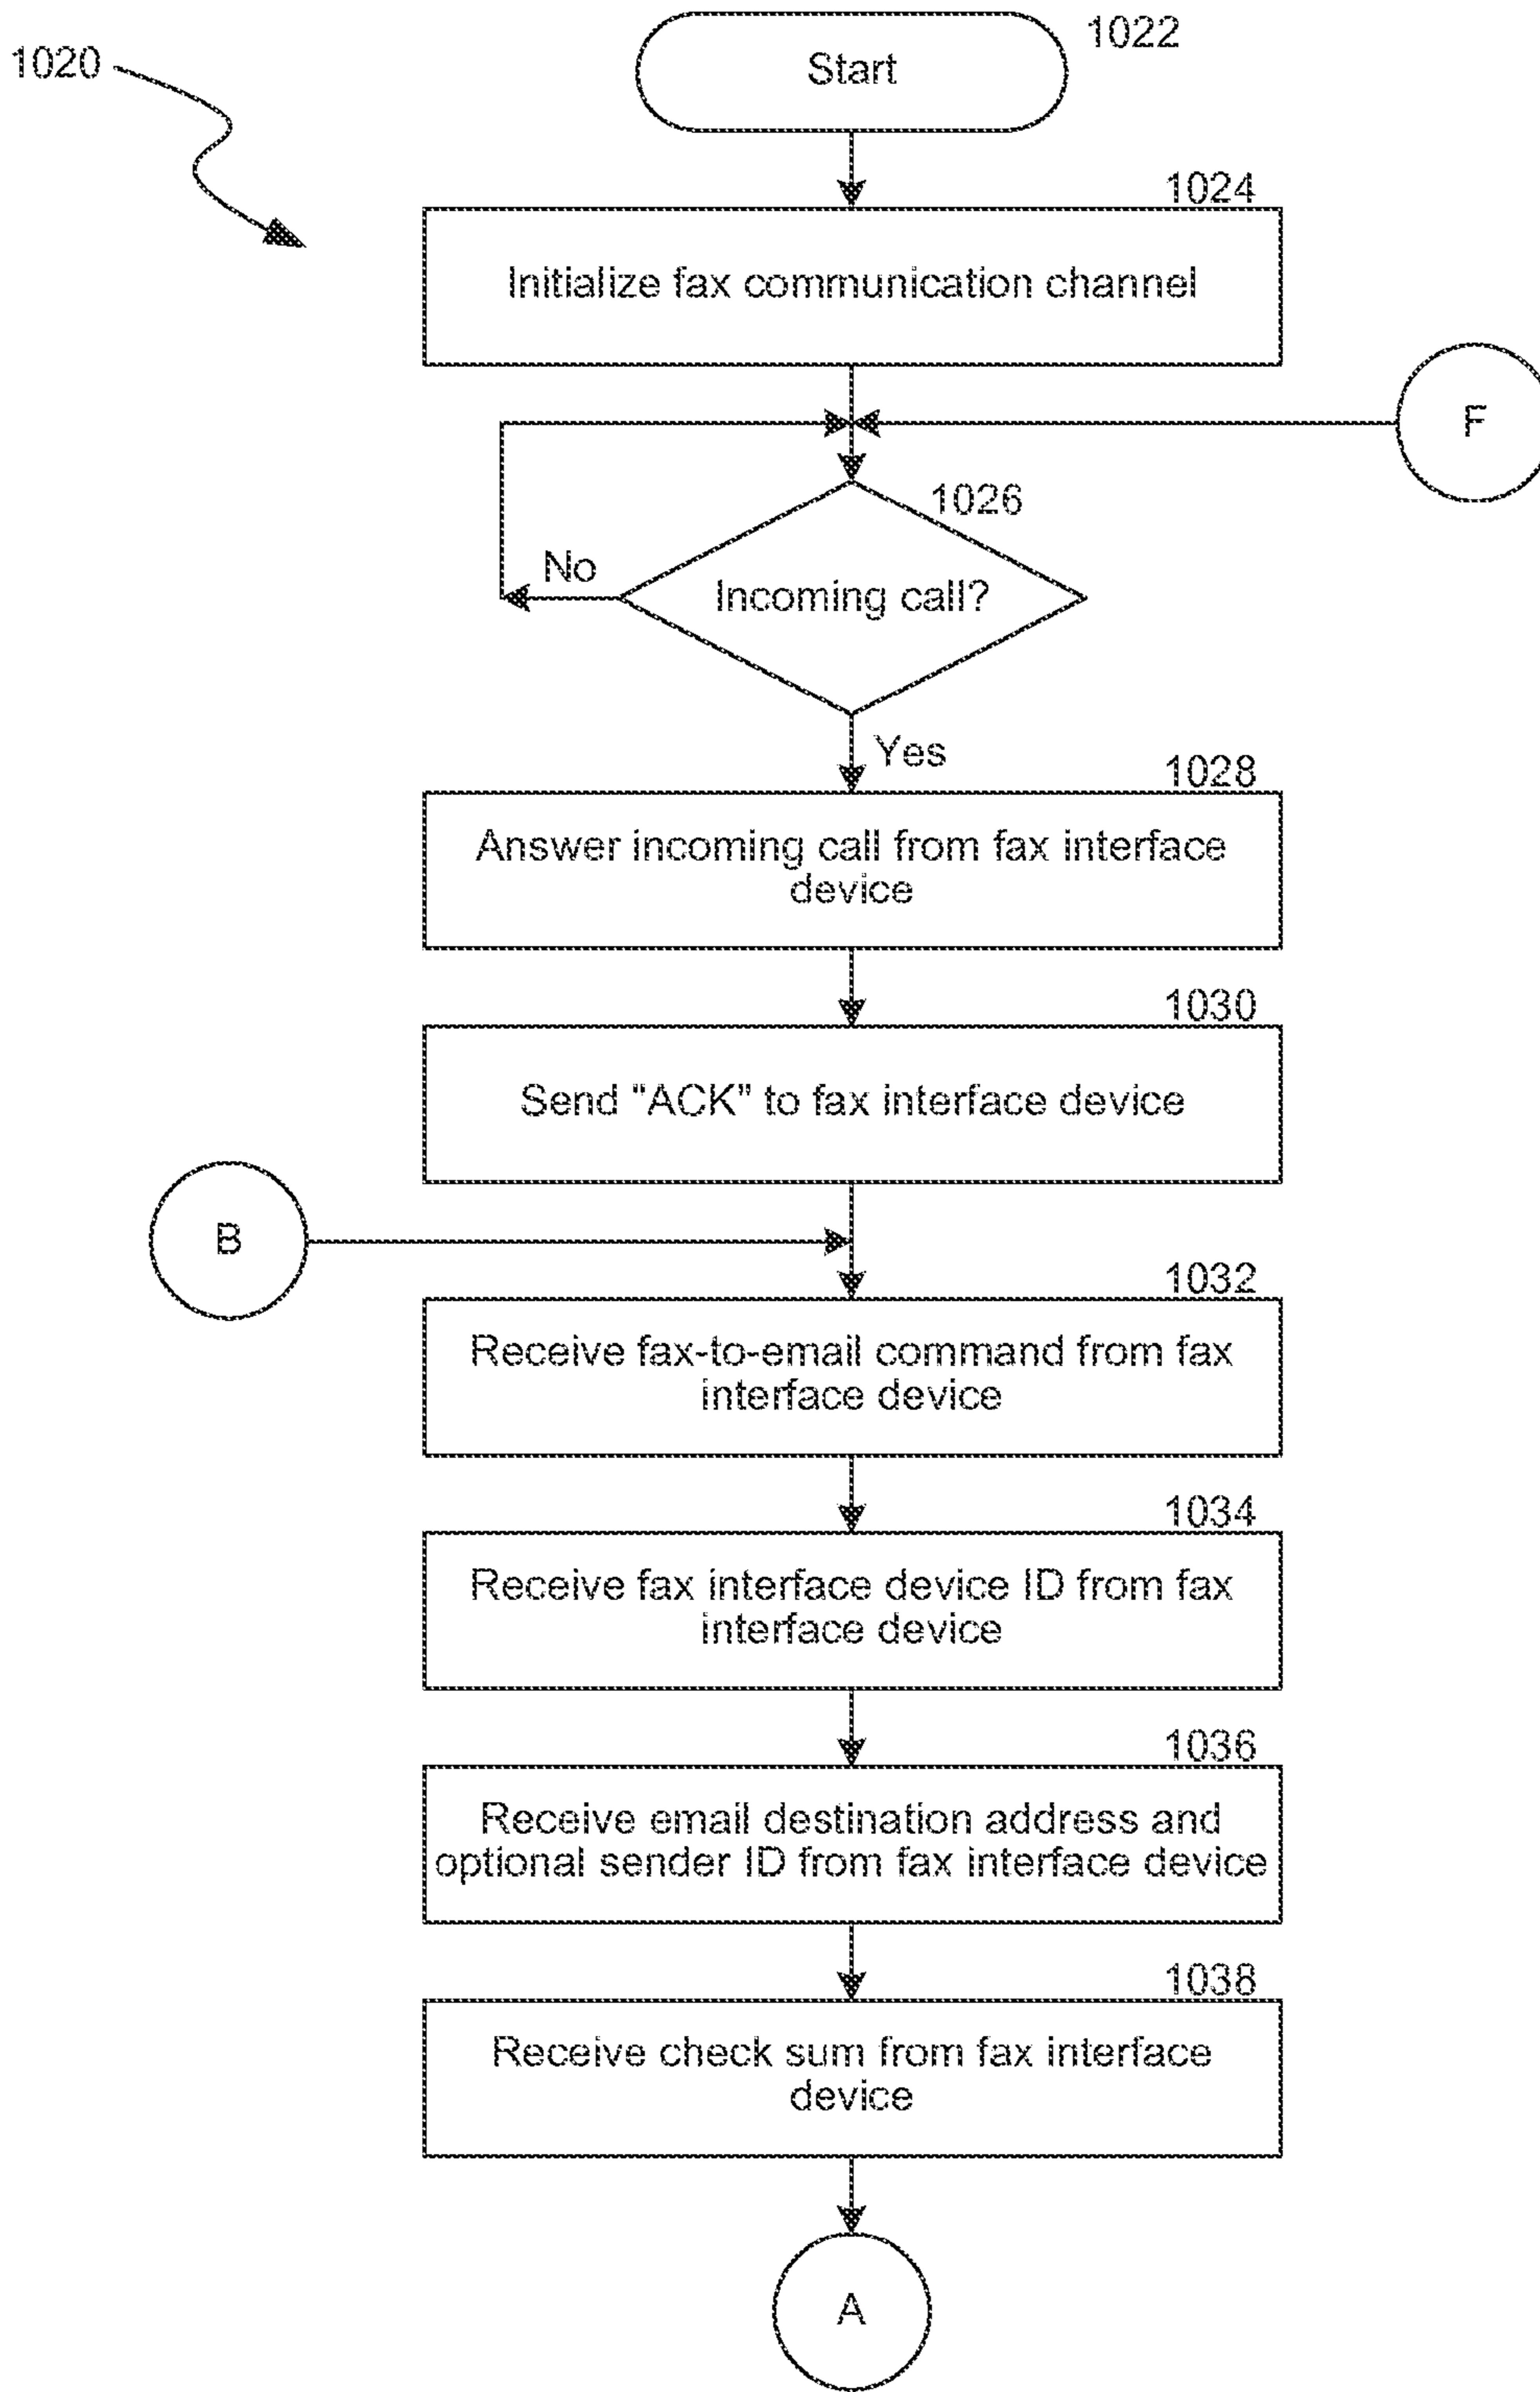 1020
1022
Start
1024
Initialize fax communication channel
F
1026
No
Incoming call?
Yes
1028
Answer incoming call from fax interface
device
1030
Send "ACK" to fax interface device
B
1032
Receive fax-to-email command from fax
interface device
1034
Receive fax interface device ID from fax
interface device
1036
Receive email destination address and
optional sender ID from fax interface device
1038
Receive check sum from fax interface
device
A